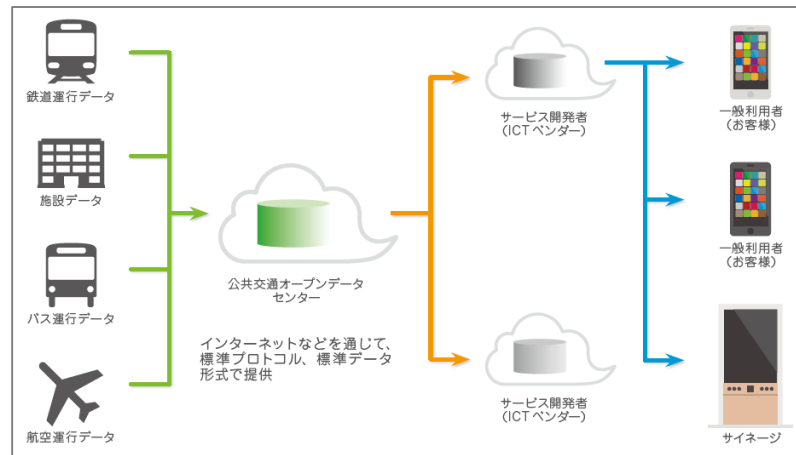 鉄道運行データ
施設データ
バス運行データ
航空運行データ
公共交通オープンデータ
センター
インターネットなどを通じて、
標準プロトコル、標準データ
形式で提供
サービス開発者
(ICTベンダー)
サービス開発者
(ICTベンダー)
一般利用者
(お客様)
一般利用者
(お客様)
サイネージ